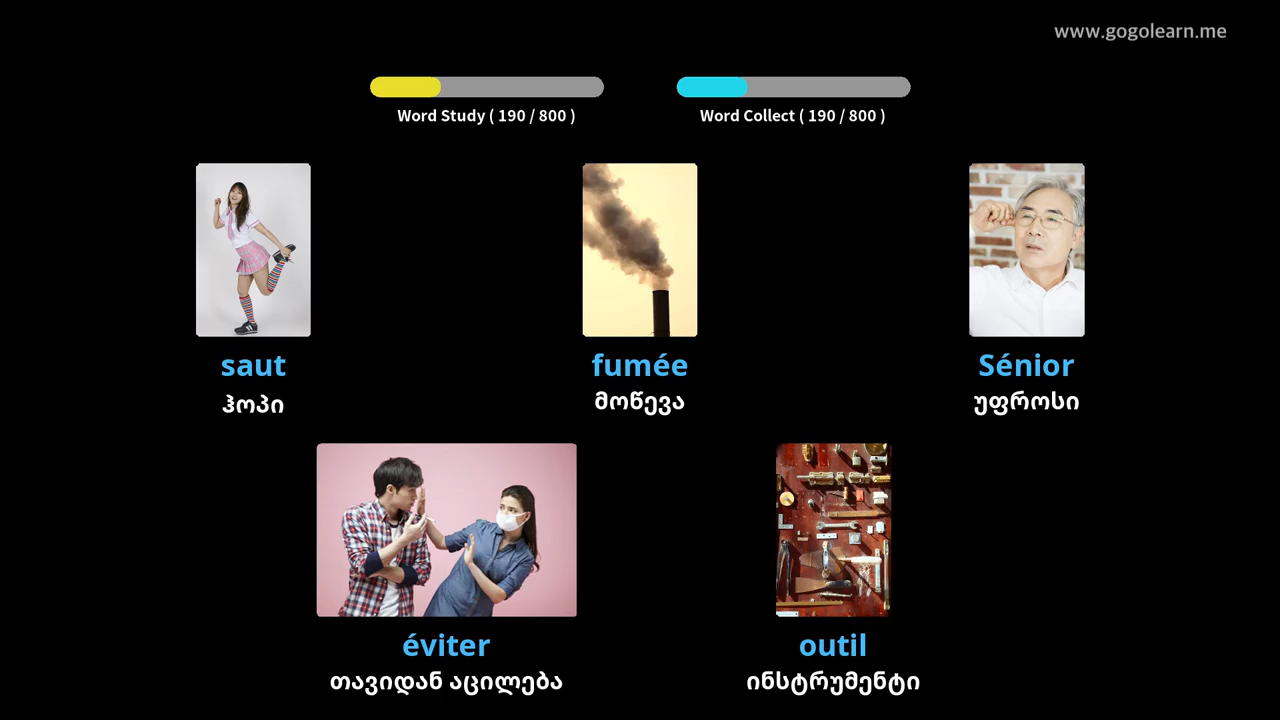 www.gogolearn.me
Word Study ( 190 / 800 )
Word Collect ( 190 / 800 )
saut
ჰოპი
fumée
მოწევა
Sénior
უფროსი
éviter
თავიდან აცილება
outil
ინსტრუმენტი